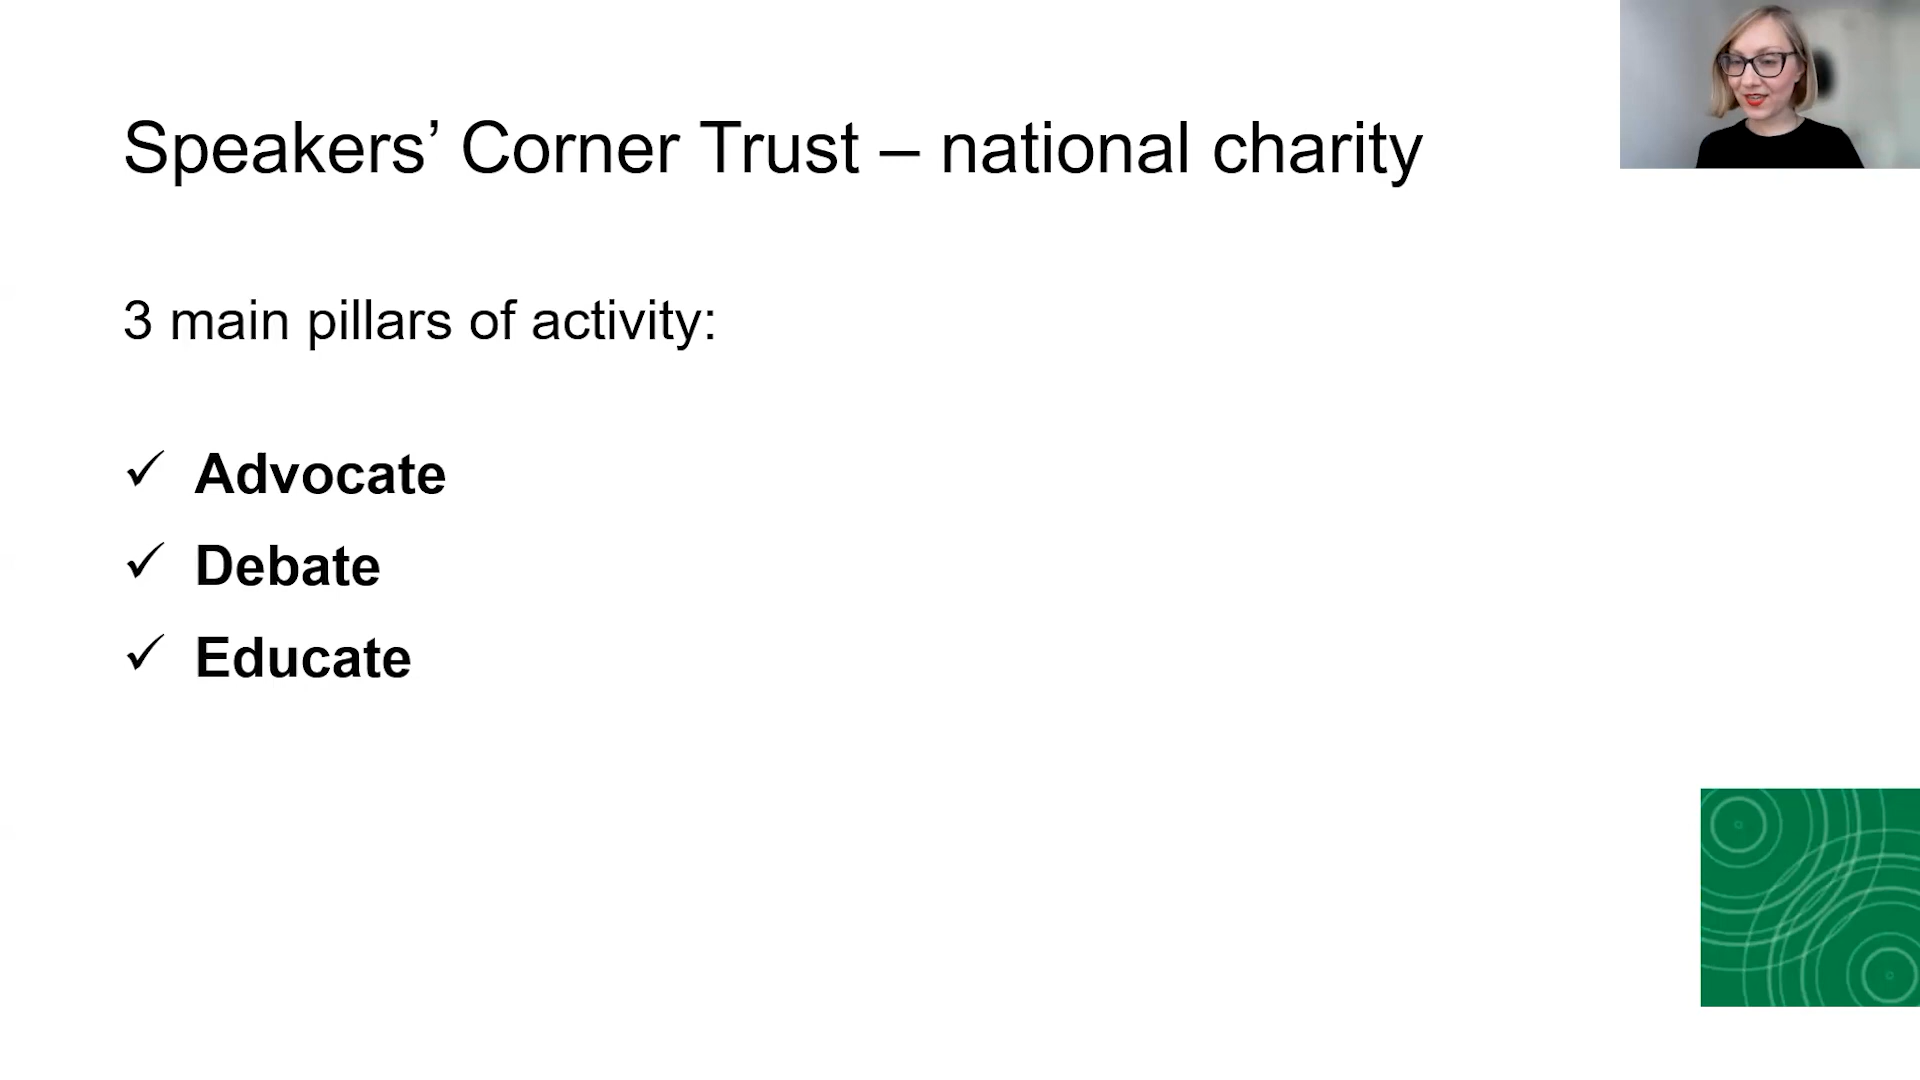 Speakers’ Corner Trust – national charity
3 main pillars of activity:
✓ Advocate
✓ Debate
✓ Educate